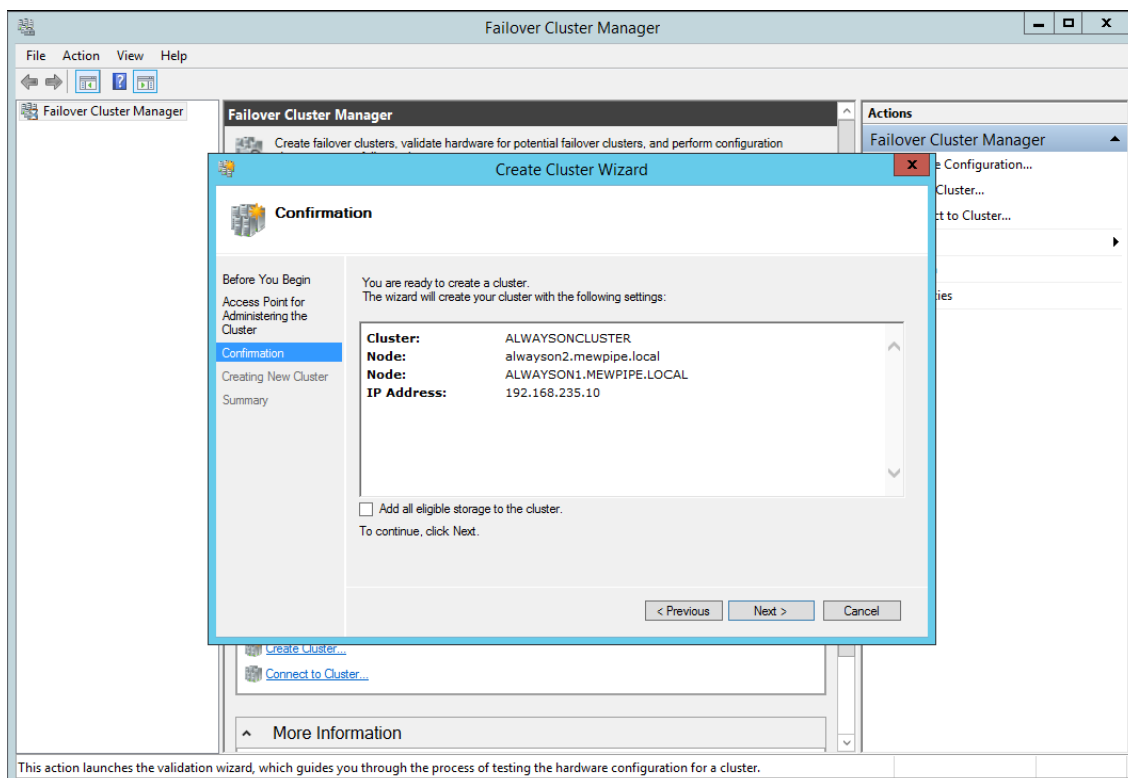 Failover Cluster Manager
File Action View Help
Failover Cluster Manager
Failover Cluster Manager
Create failover clusters, validate hardware for potential failover clusters, and perform configuration
Actions
Failover Cluster Manager
e Configuration...
Cluster...
ct to Cluster...
ies
Create Cluster Wizard
Confirmation
Before You Begin
Access Point for
Administering the
Cluster
Confirmation
Creating New Cluster
Summary
You are ready to create a cluster.
The wizard will create your cluster with the following settings:
Cluster: ALWAYSONCLUSTER
Node: alwayson2.mewpipe.local
Node: ALWAYSON1.MEWPIPE.LOCAL
IP Address: 192.168.235.10
Add all eligible storage to the cluster.
To continue, click Next.
< Previous Next > Cancel
Create Cluster...
Connect to Cluster...
More Information
This action launches the validation wizard, which guides you through the process of testing the hardware configuration for a cluster.